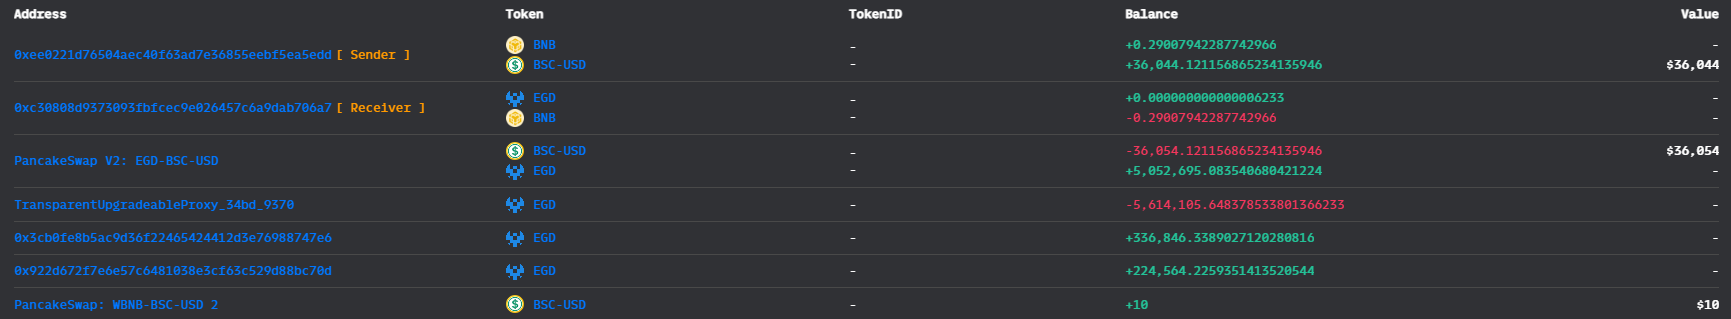 Address Token TokenID Balance Value
0xee0221d76504aec40f63ad7e36855eebf5ea5edd [ Sender ] BNB - +0.29007942287742966 -
BSC-USD - +36,044.121156865234135946 $36,044
0xc30808d9373093fbfcec9e026457c6a9dab706a7 [ Receiver ] EGD - +0.000000000000006233 -
BNB - -0.29007942287742966 -
PancakeSwap V2: EGD-BSC-USD BSC-USD - -36,054.121156865234135946 $36,054
EGD - +5,052,695.083540680421224 -
TransparentUpgradeableProxy_34bd_9370 EGD - -5,614,105.648378533801366233 -
0x3cb0fe8b5ac9d36f22465424412d3e76988747e6 EGD - +336,846.3389027120280816 -
0x922d672f7e6e57c6481038e3cf63c529d88bc70d EGD - +224,564.2259351413520544 -
PancakeSwap: WBNB-BSC-USD 2 BSC-USD - +10 $10